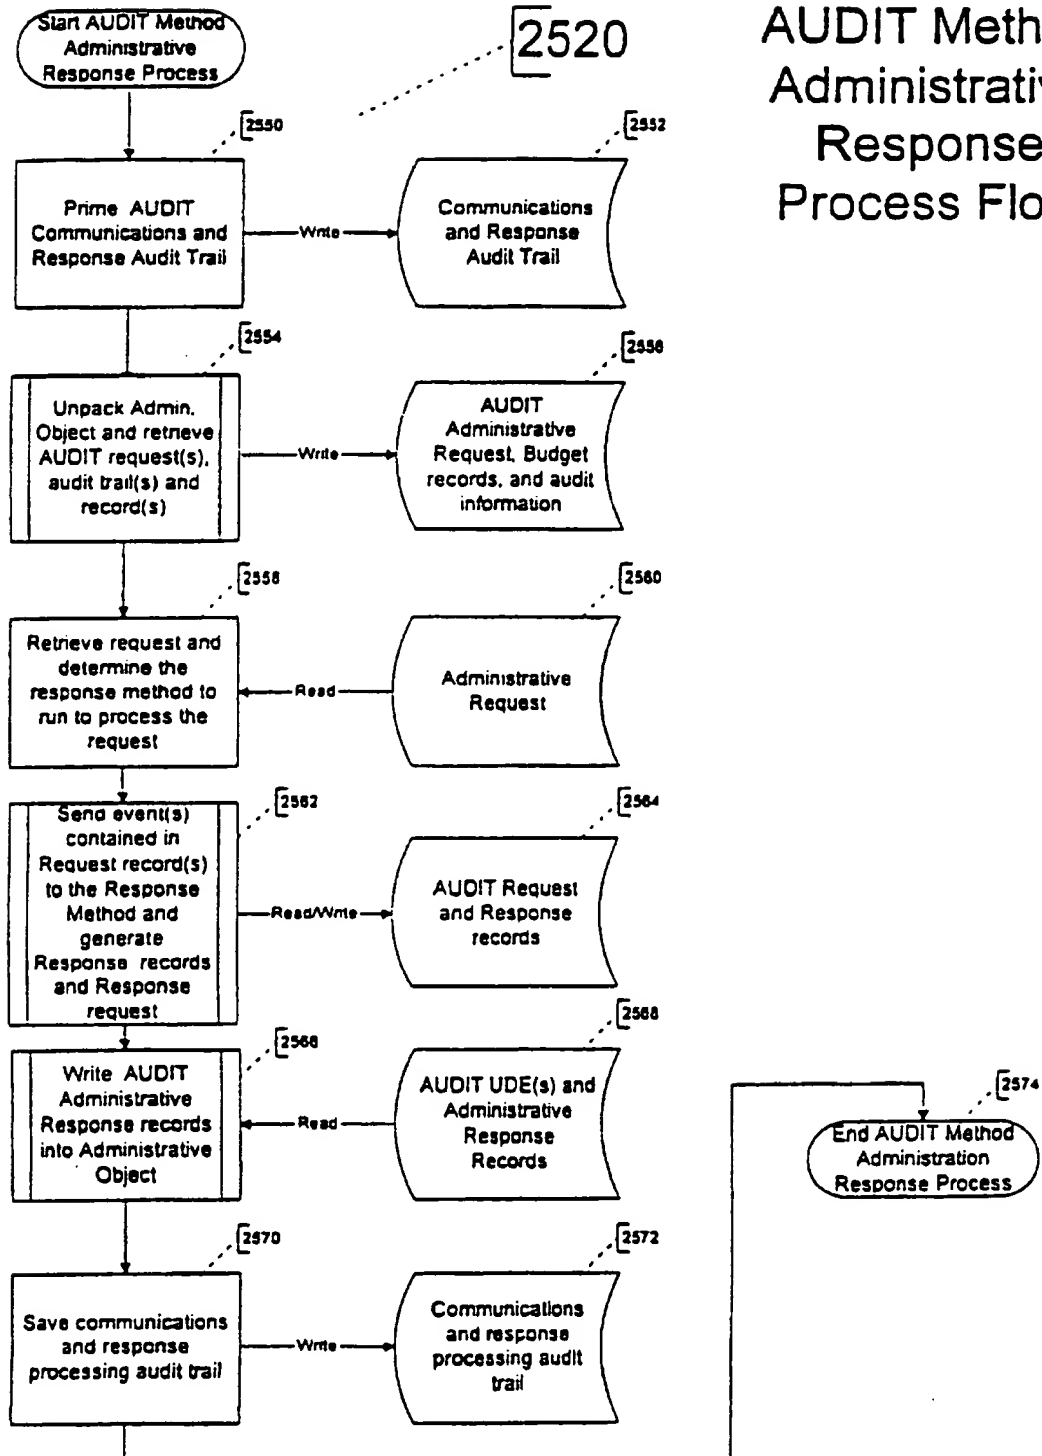 Start AUDIT Method
Administrative
Response Process
2520
AUDIT Meth
Administrativ
Response
Process Flo
2550
2552
Prime AUDIT
Communications and
Response Audit Trail
Write
Communications
and Response
Audit Trail
2554
2556
Unpack Admin.
Object and retrieve
AUDIT request(s),
audit trail(s) and
record(s)
Write
AUDIT
Administrative
Request, Budget
records, and audit
information
2558
2560
Retrieve request and
determine the
response method to
run to process the
request
Read
Administrative
Request
2562
2564
Send event(s)
contained in
Request record(s)
to the Response
Method and
generate
Response records
and Response
request
Read/Write
AUDIT Request
and Response
records
2566
2568
Write AUDIT
Administrative
Response records
into Administrative
Object
Read
AUDIT UDE(s) and
Administrative
Response
Records
2574
End AUDIT Method
Administration
Response Process
2570
2572
Save communications
and response
processing audit trail
Write
Communications
and response
processing audit
trail